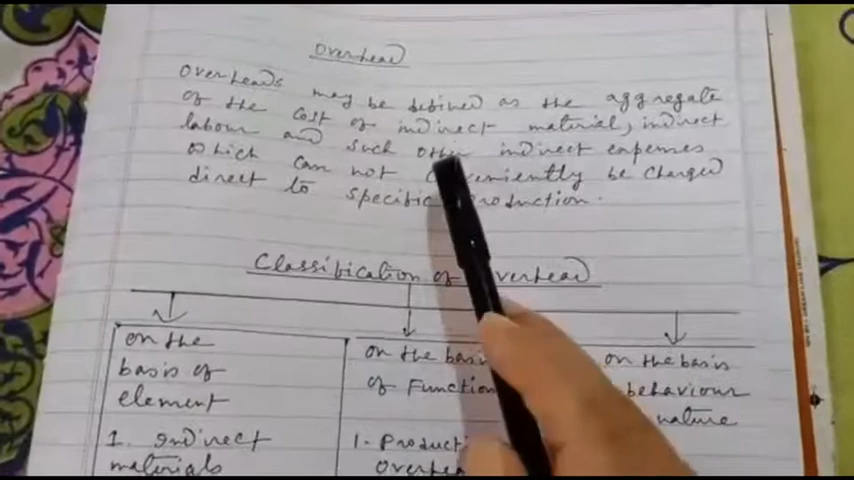 Overhead
Overheads may be defined as the aggregate
of the cost of indirect material, indirect
labour and such other indirect expenses
which can not conveniently be charged
direct to specific production.
Classification of overhead
on the
basis of
element
1. Indirect
materials
on the basis
of Function
1. Production
overhead
on the basis
behaviour
nature